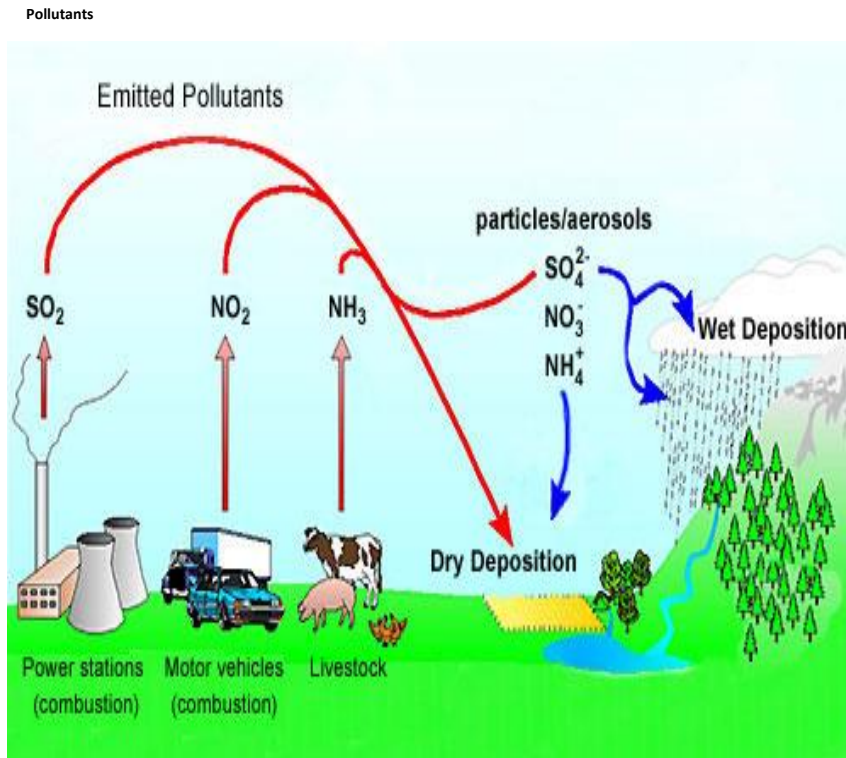 Pollutants
Emitted Pollutants
particles/aerosols
SO₄²⁻
SO₂ NO₂ NH₃
NO₃⁻
Wet Deposition
NH₄⁺
Dry Deposition
Power stations
(combustion)
Motor vehicles
(combustion)
Livestock